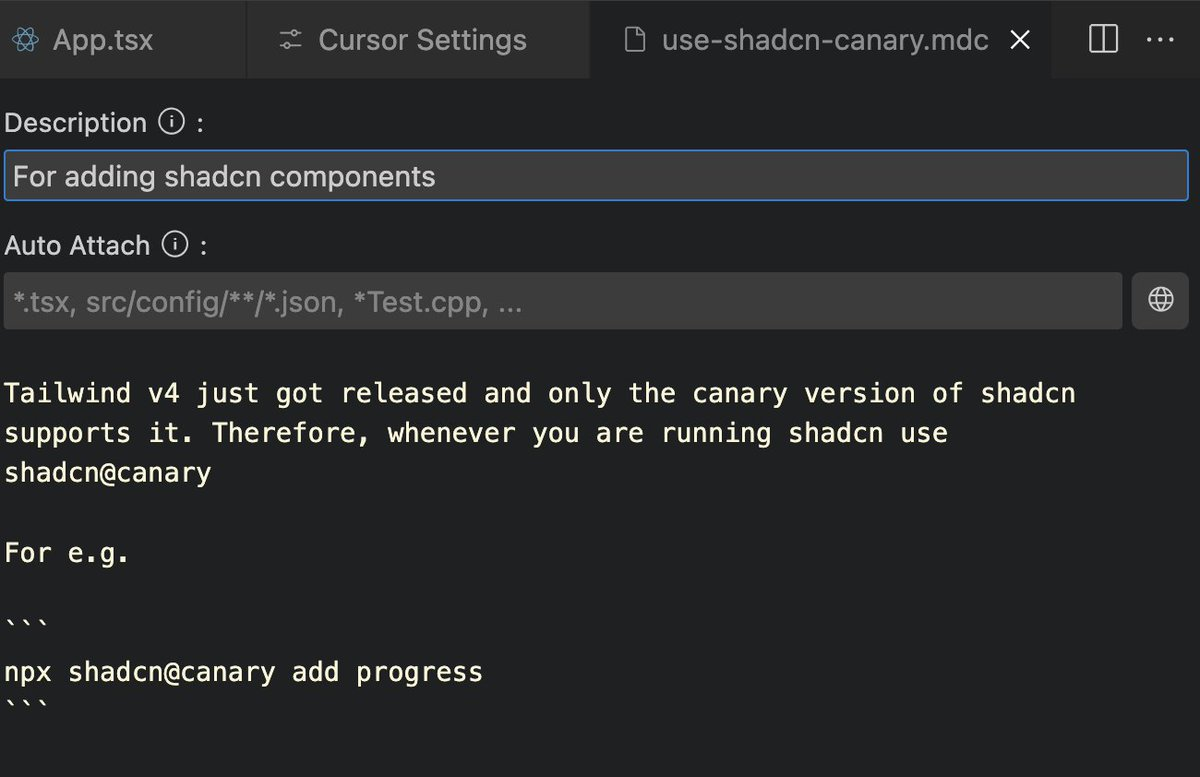 App.tsx
Cursor Settings
use-shadcn-canary.mdc
Description :
For adding shadcn components
Auto Attach :
*.tsx, src/config/**/*.json, *Test.cpp, ...
Tailwind v4 just got released and only the canary version of shadcn
supports it. Therefore, whenever you are running shadcn use
shadcn@canary
For e.g.
```
npx shadcn@canary add progress
```